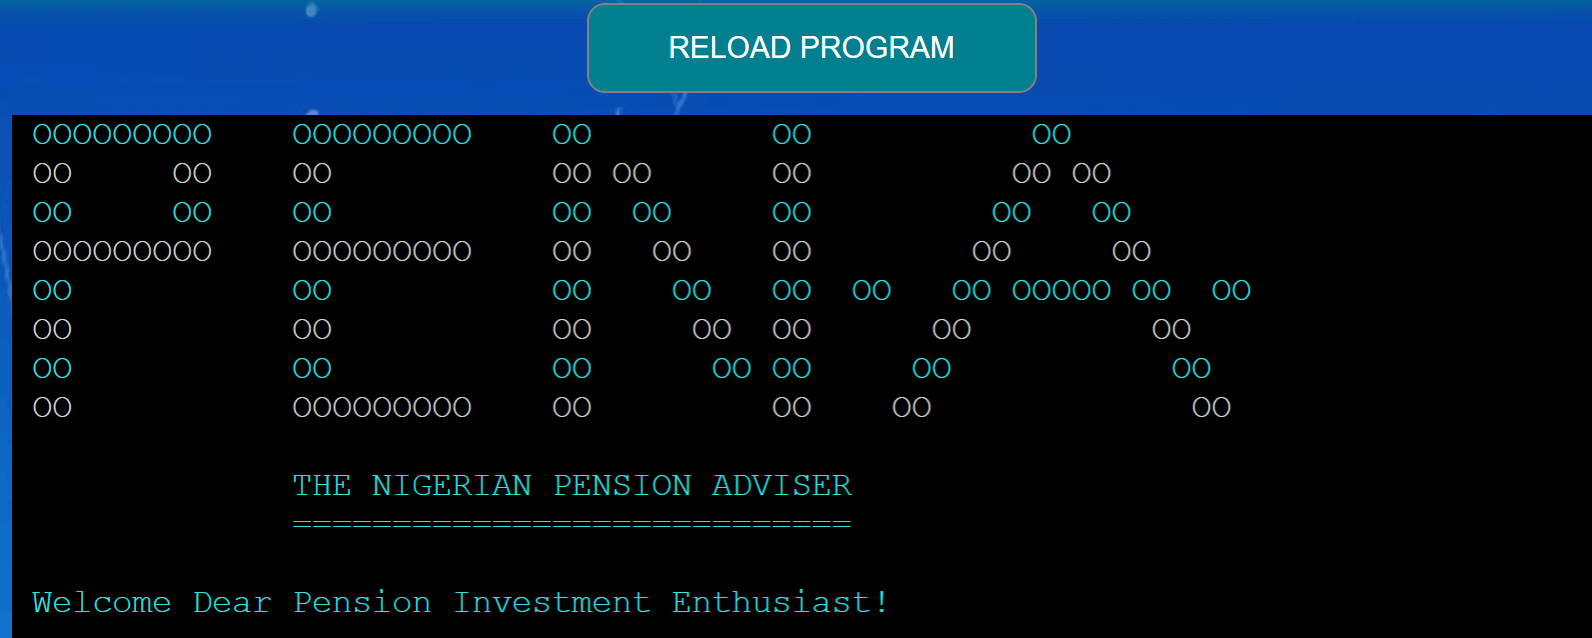 RELOAD PROGRAM
OOOOOOOOO    OOOOOOOOO    OO         OO           OO
OO     OO    OO           OO OO      OO          OO OO
OO     OO    OO           OO  OO     OO         OO   OO
OOOOOOOOO    OOOOOOOOO    OO   OO    OO        OO     OO
OO           OO           OO    OO   OO  OO   OO OOOOO OO  OO
OO           OO           OO     OO  OO      OO         OO
OO           OO           OO      OO OO     OO           OO
OO           OOOOOOOOO    OO         OO    OO             OO
THE NIGERIAN PENSION ADVISER
============================
Welcome Dear Pension Investment Enthusiast!